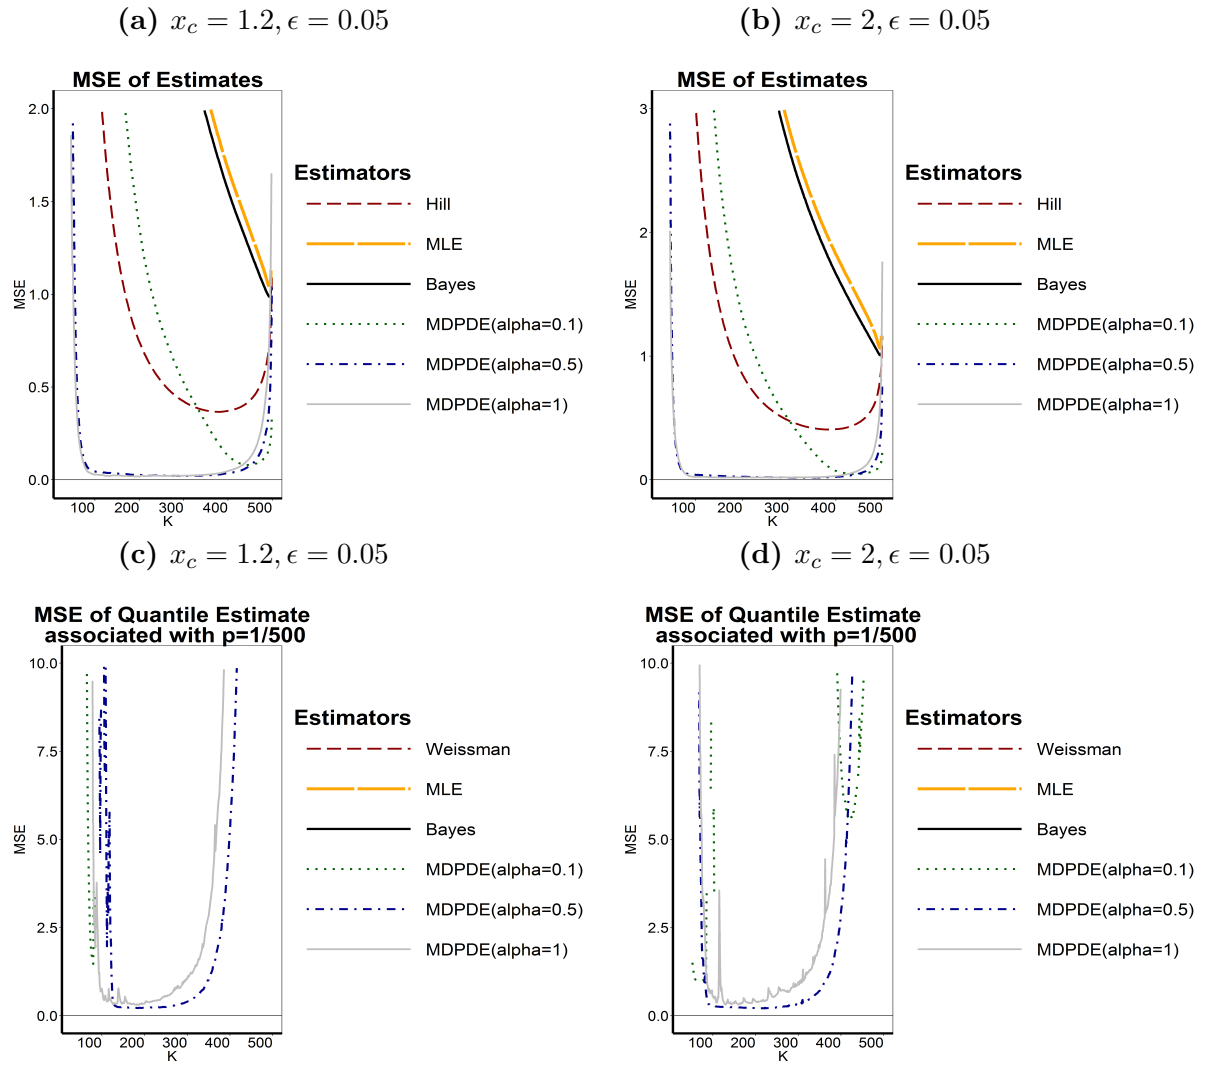 (a) x_c = 1.2, ϵ = 0.05
MSE of Estimates
2.0
1.5
1.0
0.5
0.0
MSE
100 200 300 400 500
K
Estimators
Hill
MLE
Bayes
MDPDE(alpha=0.1)
MDPDE(alpha=0.5)
MDPDE(alpha=1)
(b) x_c = 2, ϵ = 0.05
MSE of Estimates
3
2
1
0
MSE
100 200 300 400 500
K
Estimators
Hill
MLE
Bayes
MDPDE(alpha=0.1)
MDPDE(alpha=0.5)
MDPDE(alpha=1)
(c) x_c = 1.2, ϵ = 0.05
MSE of Quantile Estimate
associated with p=1/500
10.0
7.5
5.0
2.5
0.0
MSE
100 200 300 400 500
K
Estimators
Weissman
MLE
Bayes
MDPDE(alpha=0.1)
MDPDE(alpha=0.5)
MDPDE(alpha=1)
(d) x_c = 2, ϵ = 0.05
MSE of Quantile Estimate
associated with p=1/500
10.0
7.5
5.0
2.5
0.0
MSE
100 200 300 400 500
K
Estimators
Weissman
MLE
Bayes
MDPDE(alpha=0.1)
MDPDE(alpha=0.5)
MDPDE(alpha=1)